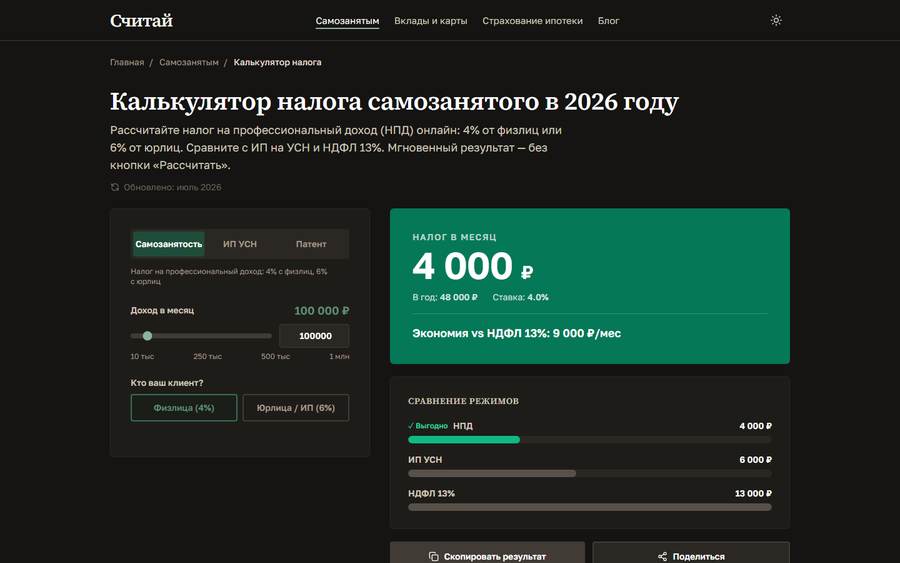 Считай
Самозанятым
Вклады и карты
Страхование ипотеки
Блог
Главная / Самозанятым / Калькулятор налога
Калькулятор налога самозанятого в 2026 году
Рассчитайте налог на профессиональный доход (НПД) онлайн: 4% от физлиц или
6% от юрлиц. Сравните с ИП на УСН и НДФЛ 13%. Мгновенный результат — без
кнопки «Рассчитать».
Обновлено: июль 2026
Самозанятость
ИП УСН
Патент
Налог на профессиональный доход: 4% с физлиц, 6%
с юрлиц
Доход в месяц
100 000 ₽
100000
10 тыс
250 тыс
500 тыс
1 млн
Кто ваш клиент?
Физлица (4%)
Юрлица / ИП (6%)
НАЛОГ В МЕСЯЦ
4 000 ₽
В год: 48 000 ₽ Ставка: 4.0%
Экономия vs НДФЛ 13%: 9 000 ₽/мес
СРАВНЕНИЕ РЕЖИМОВ
✓ Выгодно НПД 4 000 ₽
ИП УСН 6 000 ₽
НДФЛ 13% 13 000 ₽
Скопировать результат
Поделиться